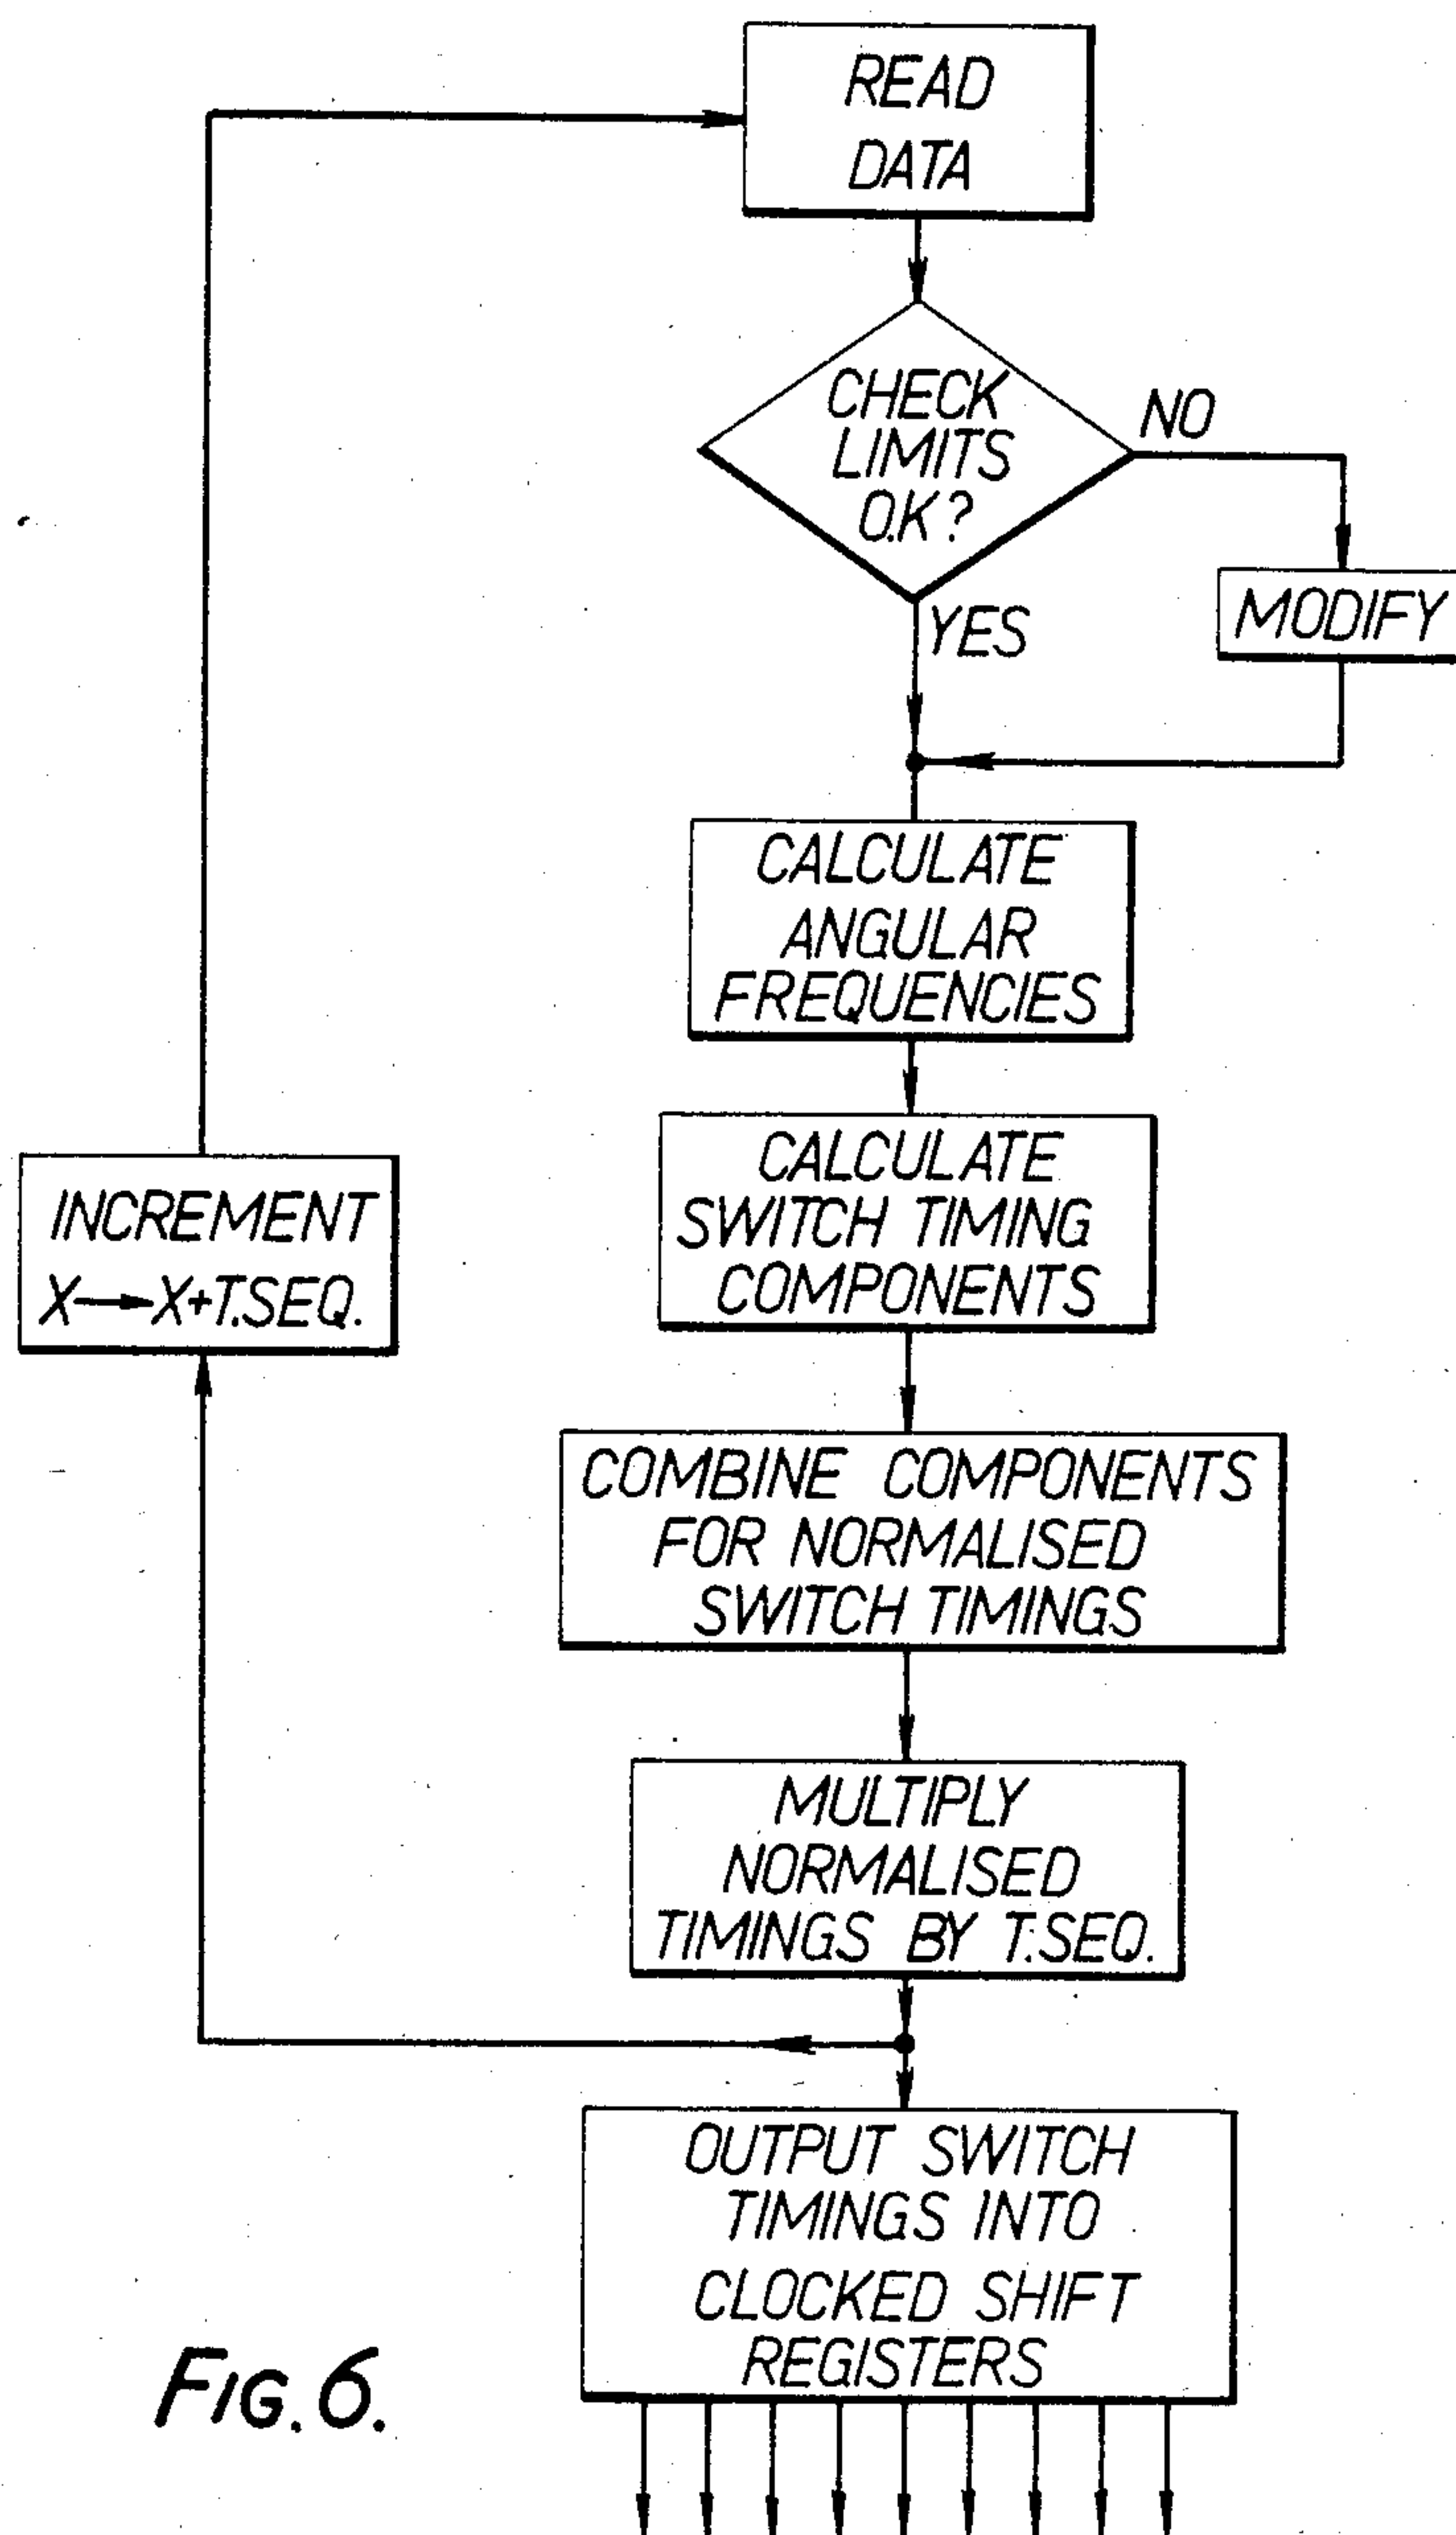 READ
DATA
CHECK
LIMITS
O.K?
NO
YES
MODIFY
CALCULATE
ANGULAR
FREQUENCIES
CALCULATE
SWITCH TIMING
COMPONENTS
INCREMENT
X→X+T.SEQ.
COMBINE COMPONENTS
FOR NORMALISED
SWITCH TIMINGS
MULTIPLY
NORMALISED
TIMINGS BY T.SEQ.
OUTPUT SWITCH
TIMINGS INTO
CLOCKED SHIFT
REGISTERS
FIG. 6.